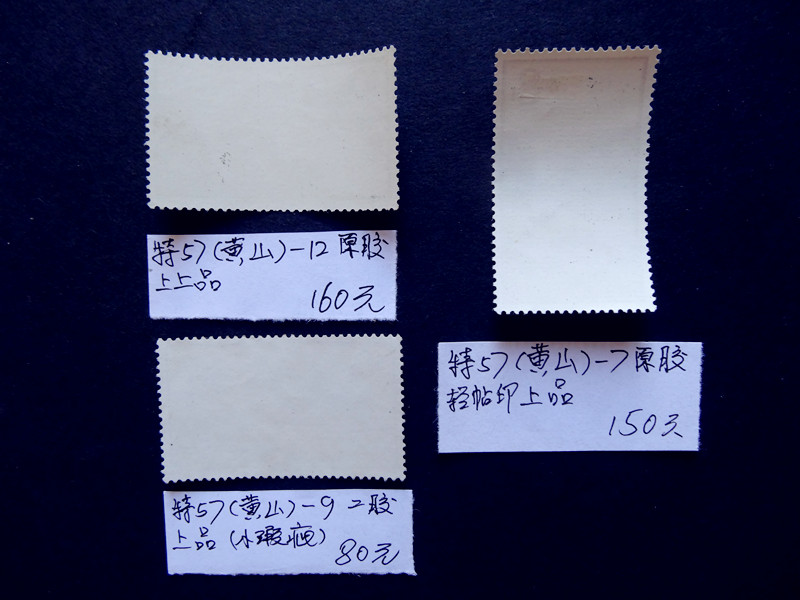 特57(黄山)-12 原胶
上上品
160元
特57(黄山)-7 原胶
轻帖印上品
150元
特57(黄山)-9 二胶
上品(小瑕疵)
80元